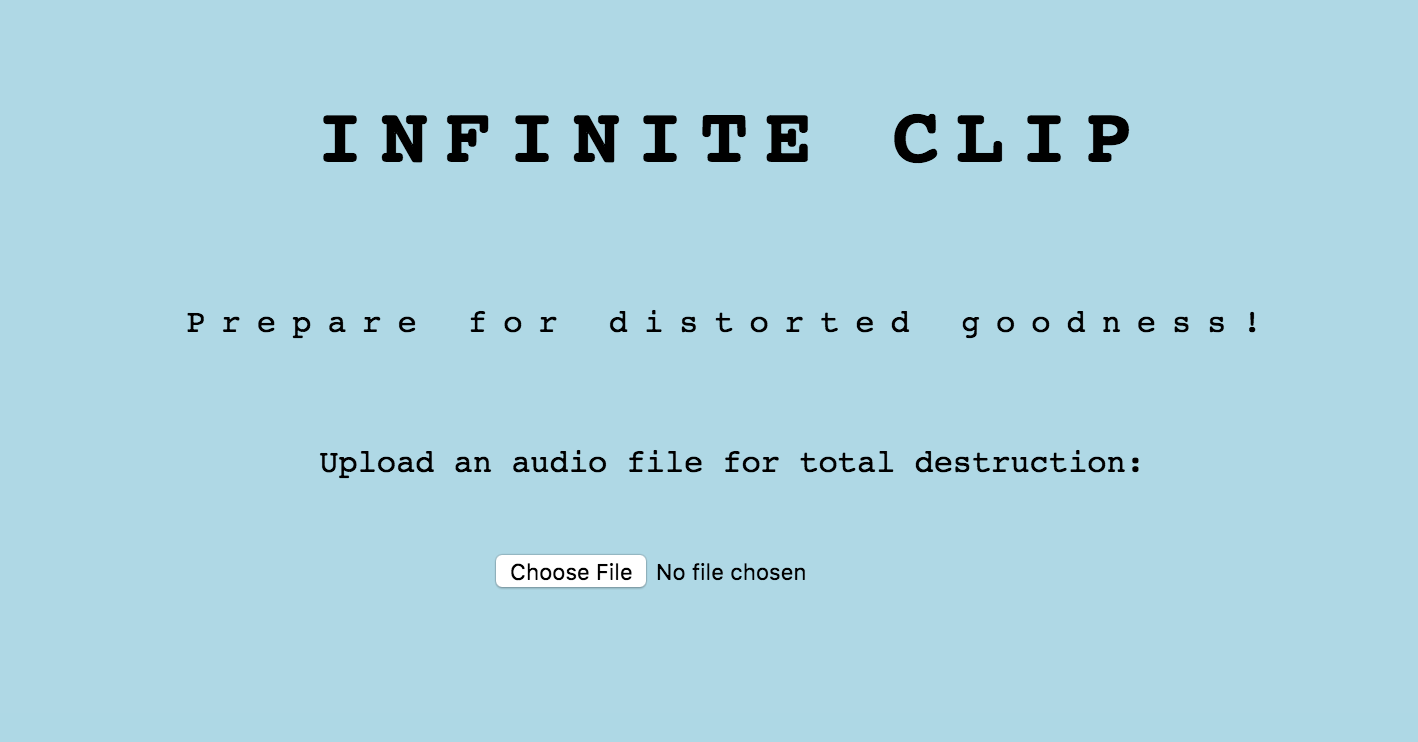 INFINITE CLIP
Prepare for distorted goodness!
Upload an audio file for total destruction:
Choose File No file chosen